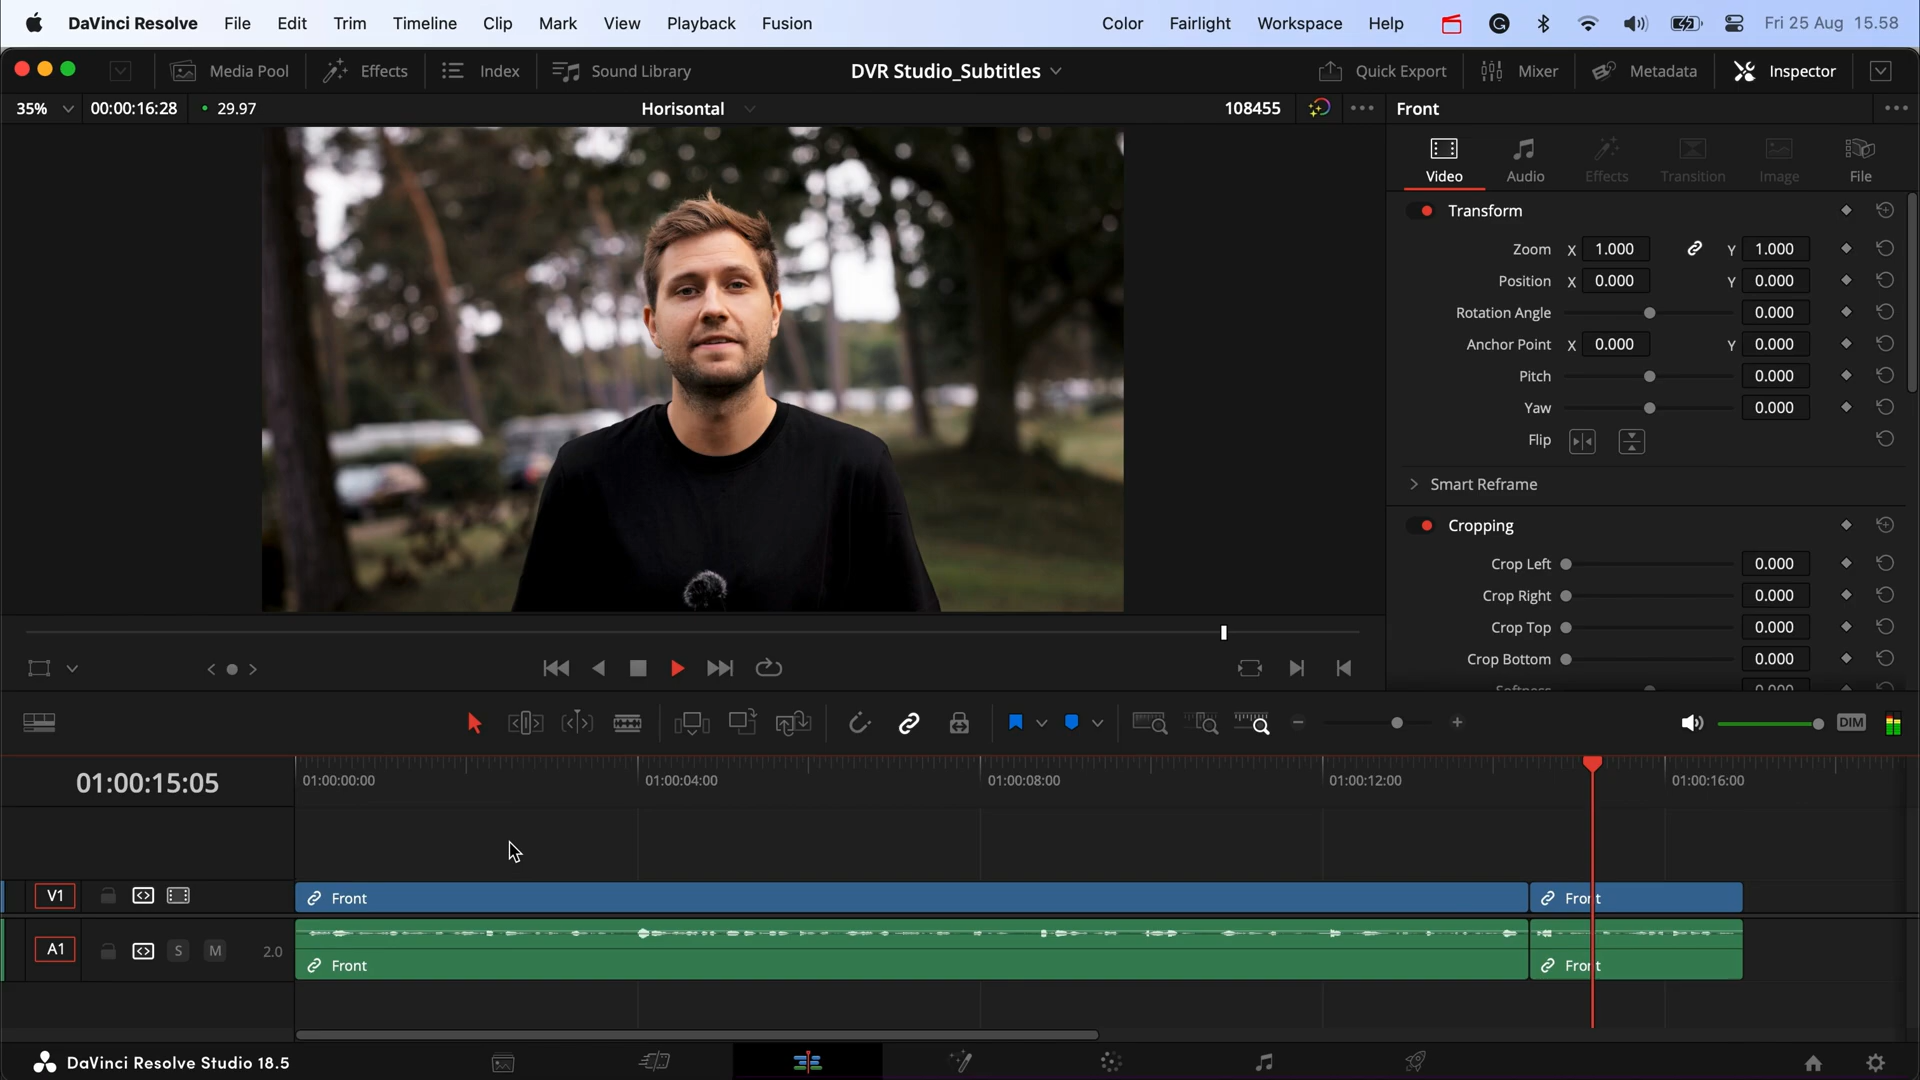 DaVinci Resolve File Edit Trim Timeline Clip Mark View Playback Fusion Color Fairlight Workspace Help Fri 25 Aug 15.58
Media Pool Effects Index Sound Library DVR Studio_Subtitles Quick Export Mixer Metadata Inspector
35% 00:00:16:28 29.97 Horisontal 108455 Front
Video Audio Effects Transition Image File
Transform
Zoom X 1.000 Y 1.000
Position X 0.000 Y 0.000
Rotation Angle 0.000
Anchor Point X 0.000 Y 0.000
Pitch 0.000
Yaw 0.000
Flip
Smart Reframe
Cropping
Crop Left 0.000
Crop Right 0.000
Crop Top 0.000
Crop Bottom 0.000
Softness 0.000
DIM
01:00:15:05 01:00:00:00 01:00:04:00 01:00:08:00 01:00:12:00 01:00:16:00
V1 Front Front
A1 S M 2.0
Front Front
DaVinci Resolve Studio 18.5